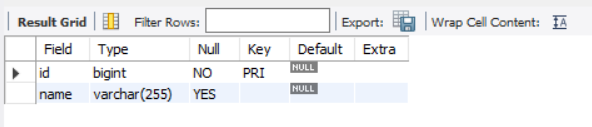 Result Grid Filter Rows: Export: Wrap Cell Content: IA
Field Type Null Key Default Extra
id bigint NO PRI NULL
name varchar(255) YES NULL